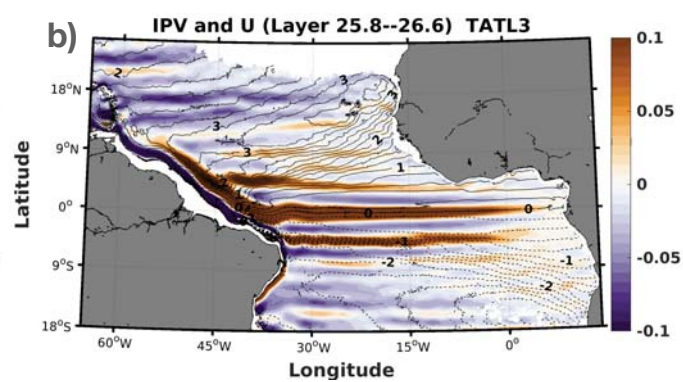 b)
IPV and U (Layer 25.8--26.6) TATL3
0.1
0.05
0
-0.05
-0.1
Latitude
18°N
9°N
0°
9°S
18°S
2
3
3
3
2
1
0
0
-1
-2
-1
-2
60°W
45°W
30°W
15°W
0°
Longitude